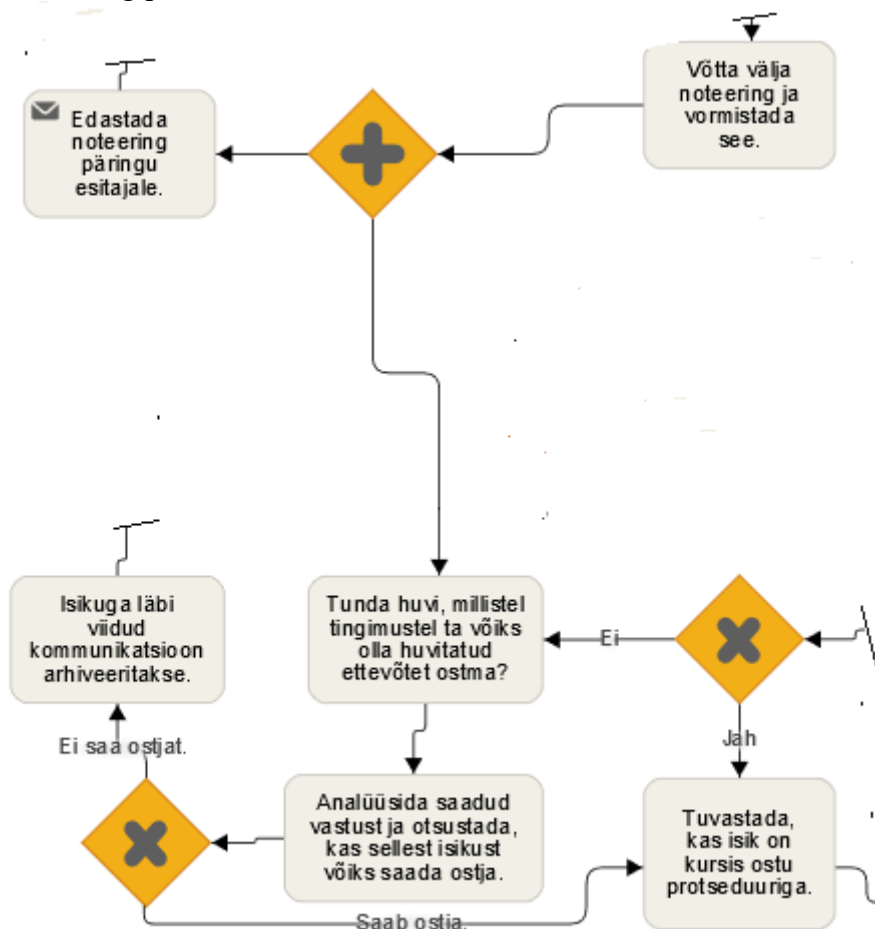 Võtta välja
noteering ja
vormistada
see.
Edastada
noteering
päringu
esitajale.
Isikuga läbi
viidud
kommunikatsioon
arhiveeritakse.
Tunda huvi, millistel
tingimustel ta võiks
olla huvitatud
ettevõtet ostma?
Ei
Jah
Ei saa ostjat.
Analüüsida saadud
vastust ja otsustada,
kas sellest isikust
võiks saada ostja.
Tuvastada,
kas isik on
kursis ostu
protseduuriga.
Saab ostja.